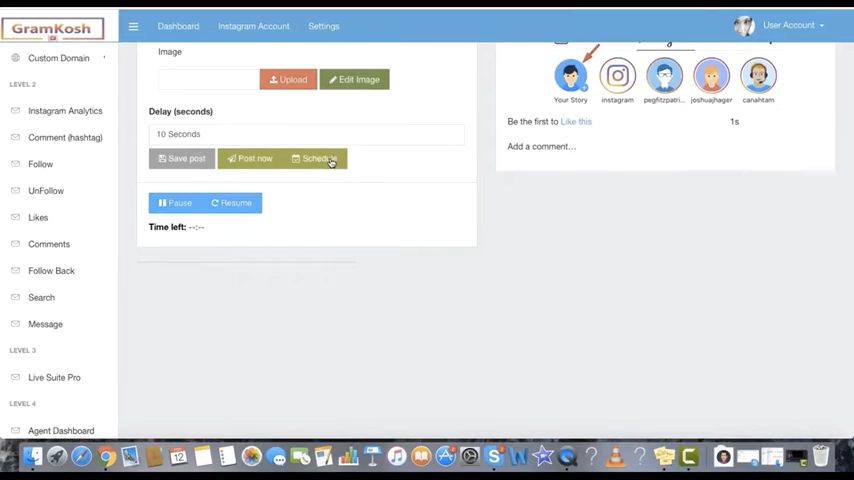 GramKosh
Dashboard
Instagram Account
Settings
User Account
Custom Domain
LEVEL 2
Instagram Analytics
Comment (hashtag)
Follow
UnFollow
Likes
Comments
Follow Back
Search
Message
LEVEL 3
Live Suite Pro
LEVEL 4
Agent Dashboard
Image
Upload
Edit Image
Delay (seconds)
10 Seconds
Save post
Post now
Schedule
Pause
Resume
Time left: --:--
Your Story
instagram
pegfitzpatri...
joshuajhager
canahtam
Be the first to Like this
1s
Add a comment...